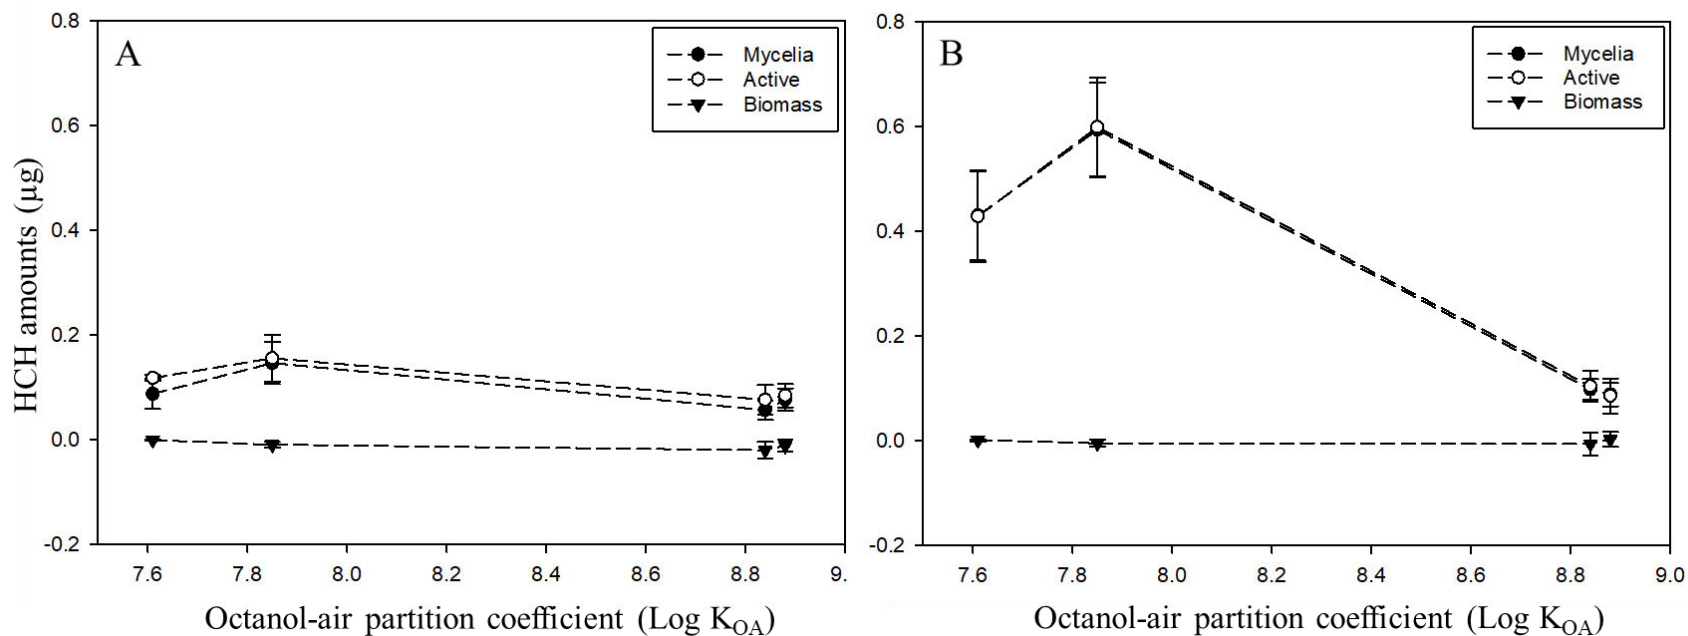 A
Mycelia
Active
Biomass
0.8
0.6
0.4
0.2
0.0
-0.2
HCH amounts (μg)
7.6 7.8 8.0 8.2 8.4 8.6 8.8 9.
Octanol-air partition coefficient (Log KOA)
B
Mycelia
Active
Biomass
0.8
0.6
0.4
0.2
0.0
-0.2
7.6 7.8 8.0 8.2 8.4 8.6 8.8 9.0
Octanol-air partition coefficient (Log KOA)